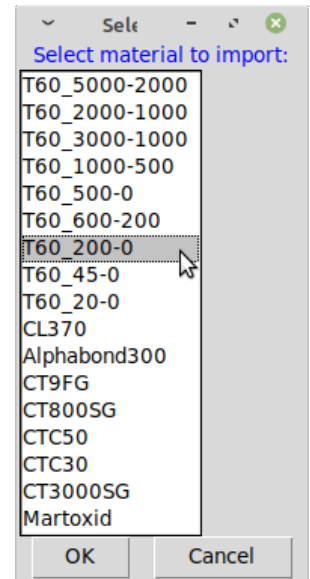 Sele
Select material to import:
T60_5000-2000
T60_2000-1000
T60_3000-1000
T60_1000-500
T60_500-0
T60_600-200
T60_200-0
T60_45-0
T60_20-0
CL370
Alphabond300
CT9FG
CT800SG
CTC50
CTC30
CT3000SG
Martoxid
OK Cancel